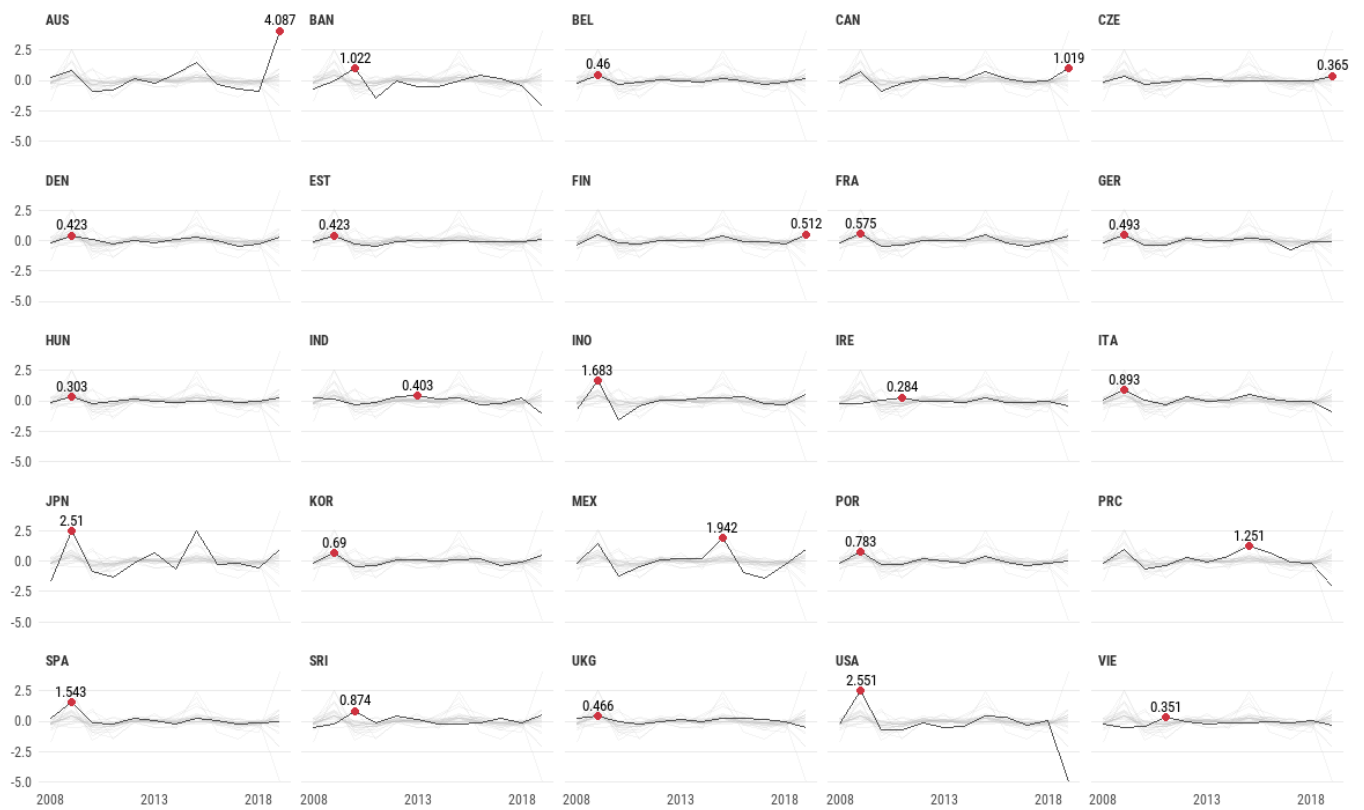 AUS BAN BEL CAN CZE
4.087
2.5
1.022 0.46 1.019 0.365
0.0
-2.5
-5.0
DEN EST FIN FRA GER
2.5
0.423 0.423 0.512 0.575 0.493
0.0
-2.5
-5.0
HUN IND INO IRE ITA
2.5
0.303 0.403 1.683 0.284 0.893
0.0
-2.5
-5.0
JPN KOR MEX POR PRC
2.5
2.51 0.69 1.942 0.783 1.251
0.0
-2.5
-5.0
SPA SRI UKG USA VIE
2.5
1.543 0.874 0.466 2.551 0.351
0.0
-2.5
-5.0
2008 2013 2018 2008 2013 2018 2008 2013 2018 2008 2013 2018 2008 2013 2018